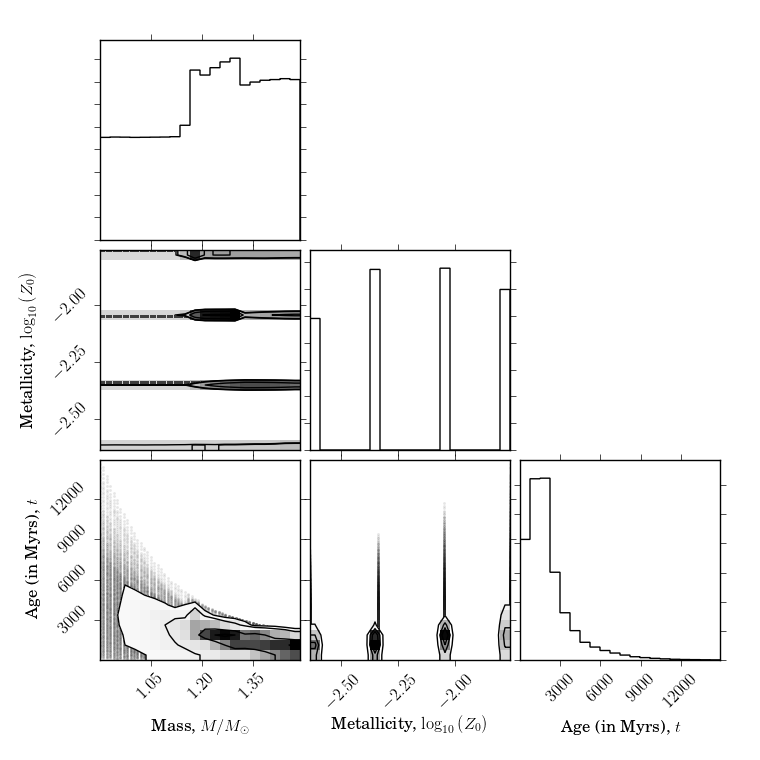 Metallicity, log₁₀(Z₀)
−2.00
−2.25
−2.50
Age (in Myrs), t
12000
9000
6000
3000
1.05 1.20 1.35
−2.50 −2.25 −2.00
3000 6000 9000 12000
Mass, M/M⊙
Metallicity, log₁₀(Z₀)
Age (in Myrs), t